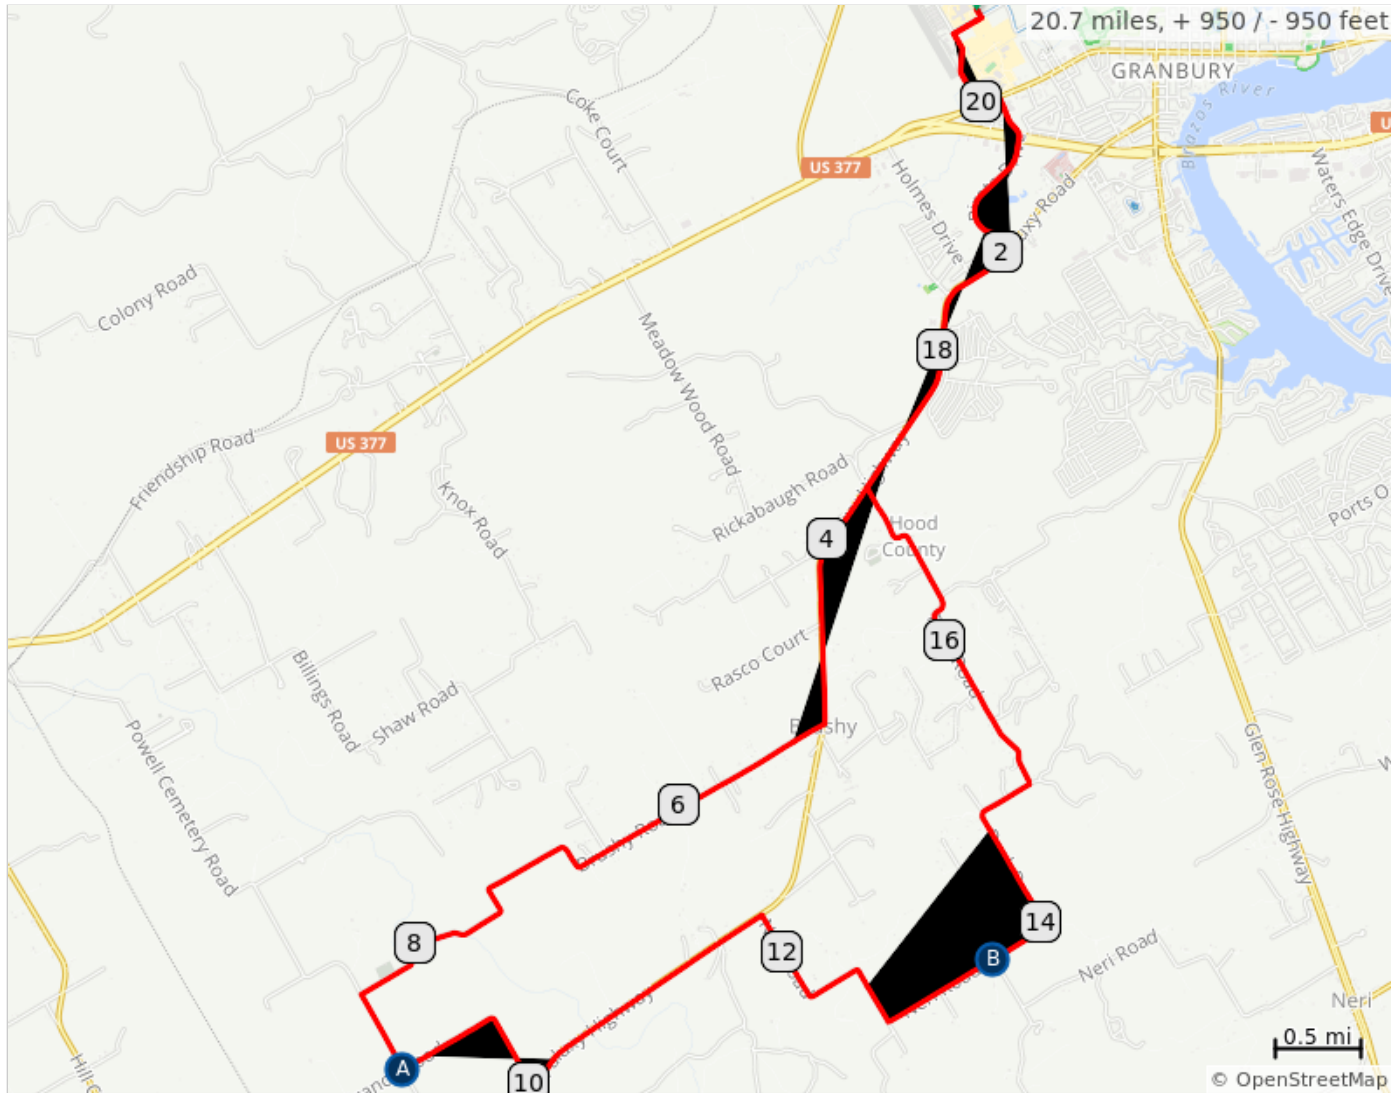 20.7 miles, + 950 / - 950 feet
GRANBURY
Brazos River
20
US 377
Coke Court
Holmes Drive
Waters Edge Drive
2
Colony Road
18
Meadow Wood Road
US 377
Friendship Road
Rickabaugh Road
Knox Road
Ports O
4
Hood
County
16
Road
Rasco Court
Billings Road
Shaw Road
Powell Cemetery Road
Glen Rose Highway
6
8
12
14
B
Neri Road
Neri
A
10
0.5 mi
© OpenStreetMap